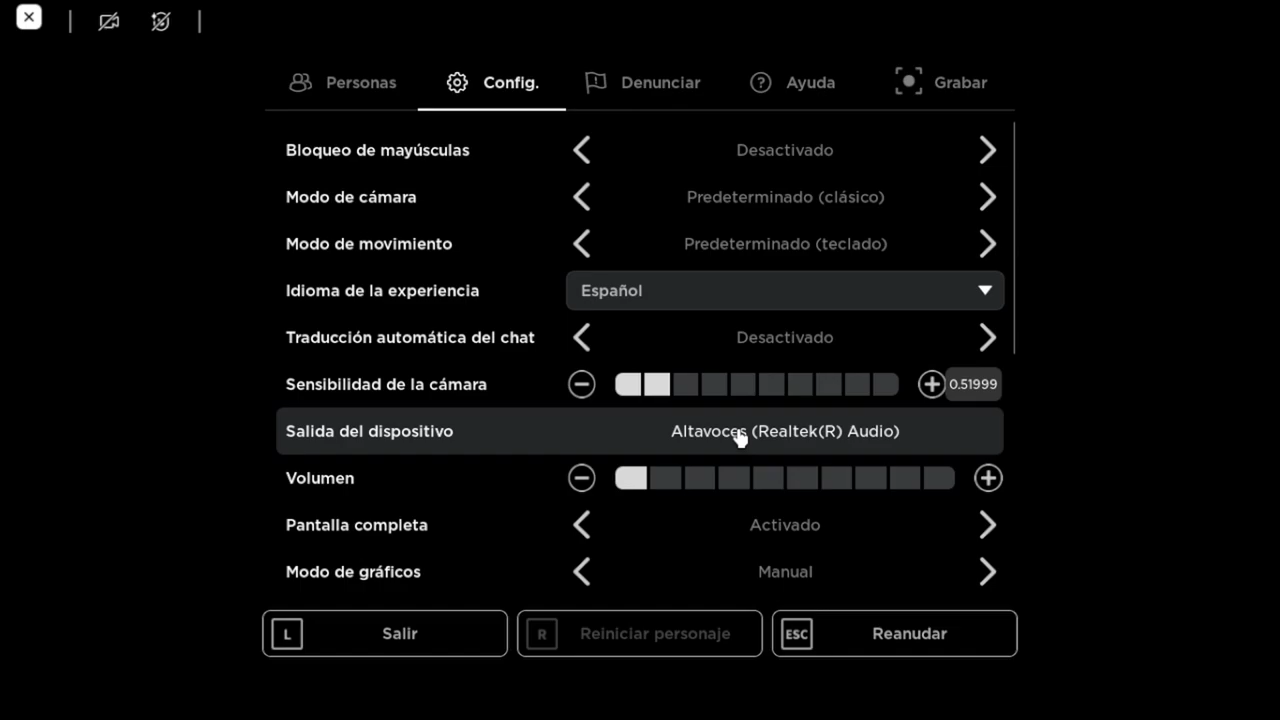 Personas Config. Denunciar Ayuda Grabar
Bloqueo de mayúsculas Desactivado
Modo de cámara Predeterminado (clásico)
Modo de movimiento Predeterminado (teclado)
Idioma de la experiencia Español
Traducción automática del chat Desactivado
Sensibilidad de la cámara 0.51999
Salida del dispositivo Altavoces (Realtek(R) Audio)
Volumen
Pantalla completa Activado
Modo de gráficos Manual
L Salir R Reiniciar personaje ESC Reanudar